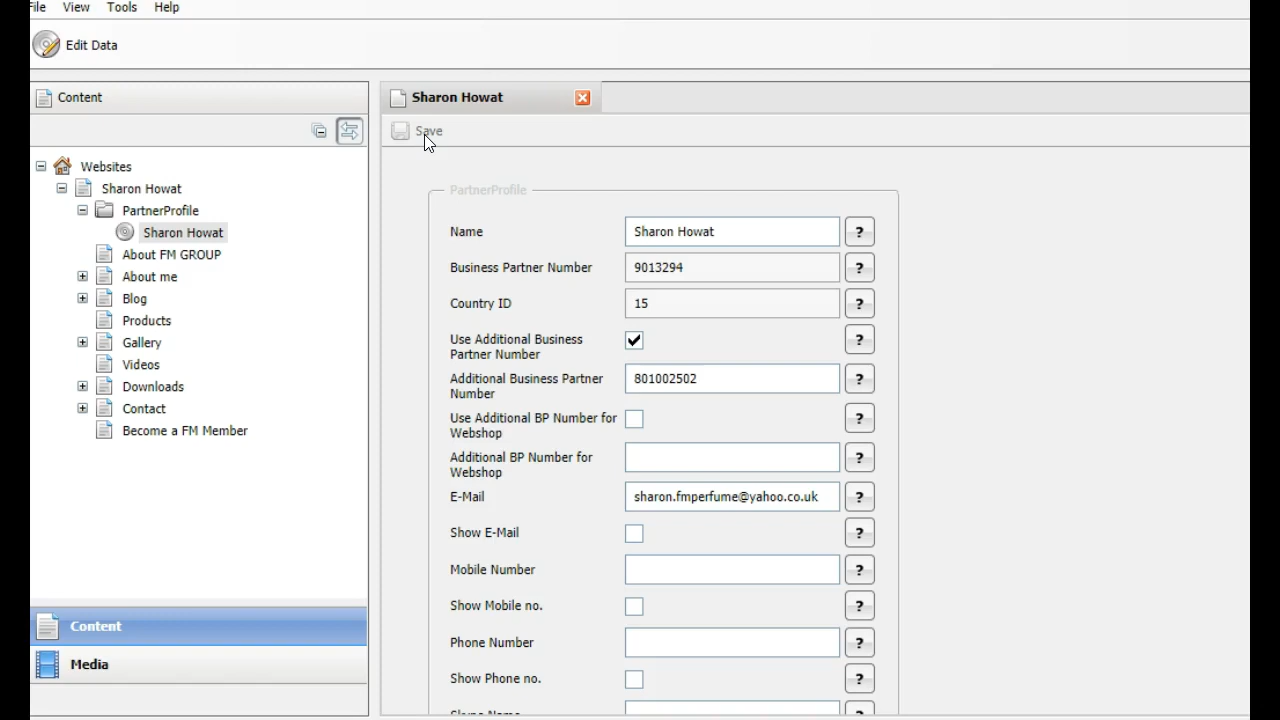 File View Tools Help
Edit Data
Content
Websites
Sharon Howat
PartnerProfile
Sharon Howat
About FM GROUP
About me
Blog
Products
Gallery
Videos
Downloads
Contact
Become a FM Member
Content
Media
Sharon Howat
Save
PartnerProfile
Name Sharon Howat ?
Business Partner Number 9013294 ?
Country ID 15 ?
Use Additional Business
Partner Number ?
Additional Business Partner
Number 801002502 ?
Use Additional BP Number for
Webshop ?
Additional BP Number for
Webshop ?
E-Mail sharon.fmperfume@yahoo.co.uk ?
Show E-Mail ?
Mobile Number ?
Show Mobile no. ?
Phone Number ?
Show Phone no. ?
Skype Name ?